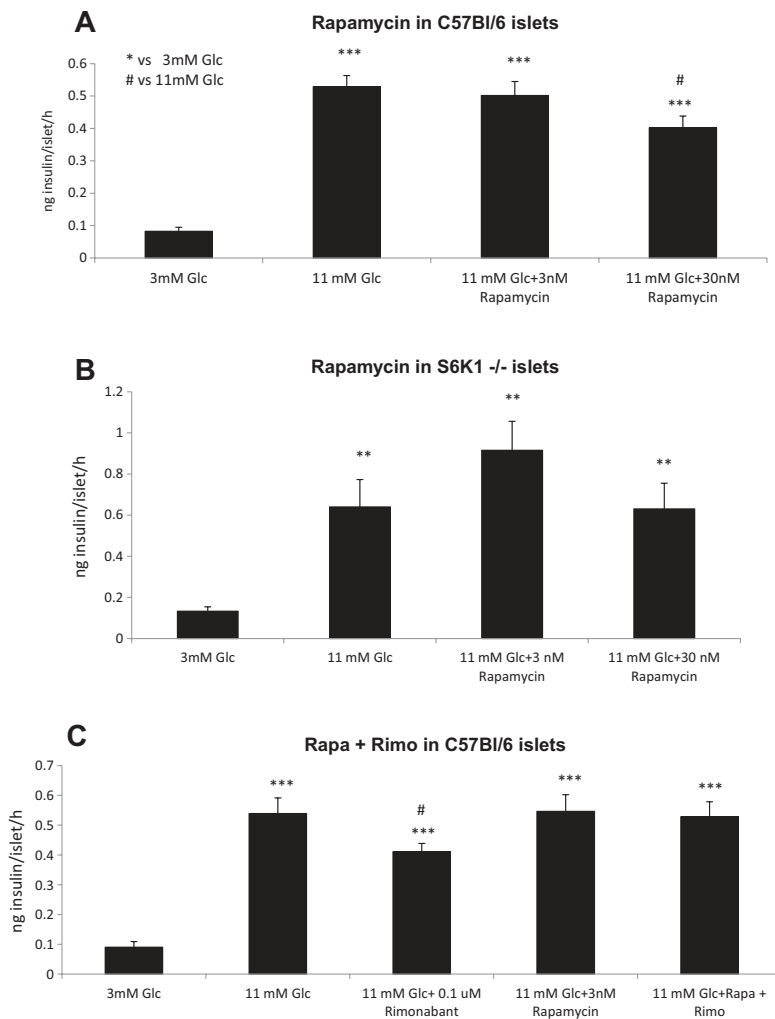 A
Rapamycin in C57Bl/6 islets
* vs 3mM Glc
# vs 11mM Glc
ng insulin/islet/h
0.6
0.5
0.4
0.3
0.2
0.1
0
***
***
#
***
3mM Glc
11 mM Glc
11 mM Glc+3nM
Rapamycin
11 mM Glc+30nM
Rapamycin
B
Rapamycin in S6K1 -/- islets
ng insulin/islet/h
1.2
1
0.8
0.6
0.4
0.2
0
**
**
**
3mM Glc
11 mM Glc
11 mM Glc+3 nM
Rapamycin
11 mM Glc+30 nM
Rapamycin
C
Rapa + Rimo in C57Bl/6 islets
ng insulin/islet/h
0.7
0.6
0.5
0.4
0.3
0.2
0.1
0
***
#
***
***
***
3mM Glc
11 mM Glc
11 mM Glc+ 0.1 uM
Rimonabant
11 mM Glc+3nM
Rapamycin
11 mM Glc+Rapa +
Rimo